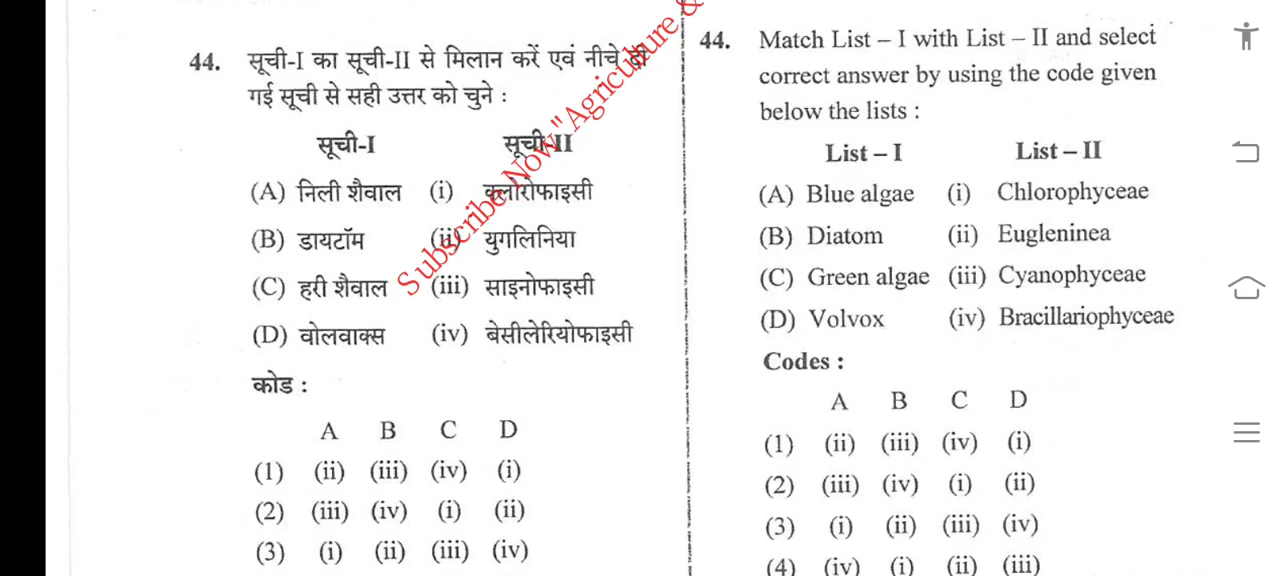 44. सूची-I का सूची-II से मिलान करें एवं नीचे दी
गई सूची से सही उत्तर को चुने :
सूची-I सूची-II
(A) निली शैवाल (i) क्लोरोफाइसी
(B) डायटॉम (ii) युगलिनिया
(C) हरी शैवाल (iii) साइनोफाइसी
(D) वोलवाक्स (iv) बेसीलेरियोफाइसी
कोड :
A B C D
(1) (ii) (iii) (iv) (i)
(2) (iii) (iv) (i) (ii)
(3) (i) (ii) (iii) (iv)
Subscribe Now "Agriculture &
44. Match List – I with List – II and select
correct answer by using the code given
below the lists :
List – I List – II
(A) Blue algae (i) Chlorophyceae
(B) Diatom (ii) Eugleninea
(C) Green algae (iii) Cyanophyceae
(D) Volvox (iv) Bracillariophyceae
Codes :
A B C D
(1) (ii) (iii) (iv) (i)
(2) (iii) (iv) (i) (ii)
(3) (i) (ii) (iii) (iv)
(4) (iv) (i) (ii) (iii)